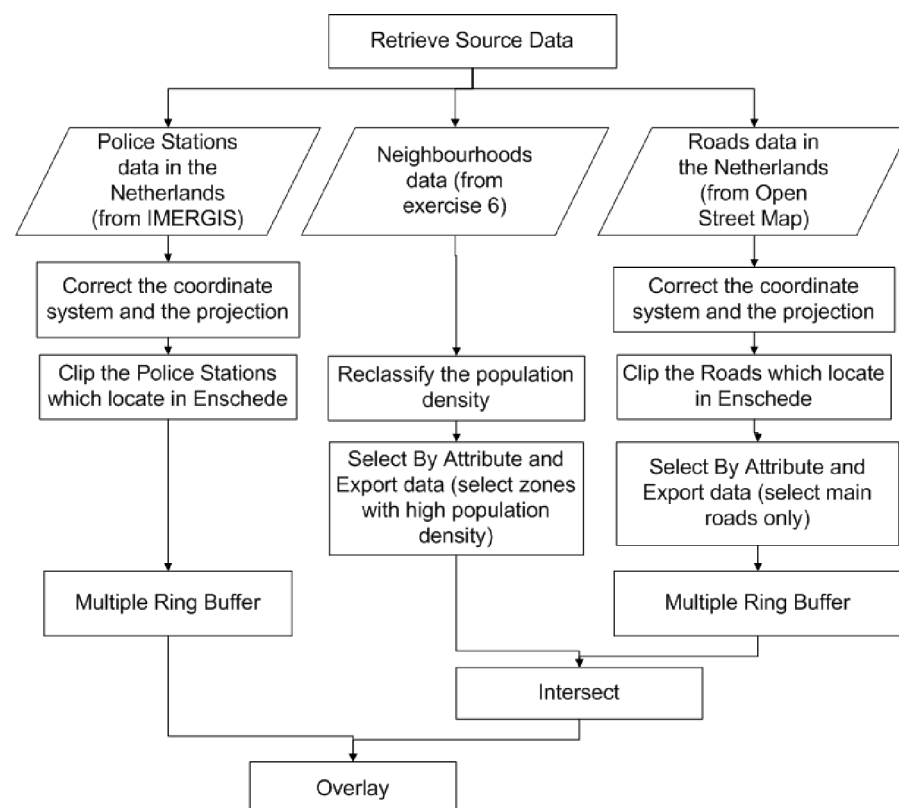 Retrieve Source Data
Police Stations
data in the
Netherlands
(from IMERGIS)
Neighbourhoods
data (from
exercise 6)
Roads data in
the Netherlands
(from Open
Street Map)
Correct the coordinate
system and the projection
Correct the coordinate
system and the projection
Clip the Police Stations
which locate in Enschede
Reclassify the population
density
Clip the Roads which locate
in Enschede
Select By Attribute and
Export data (select zones
with high population
density)
Select By Attribute and
Export data (select main
roads only)
Multiple Ring Buffer
Multiple Ring Buffer
Intersect
Overlay